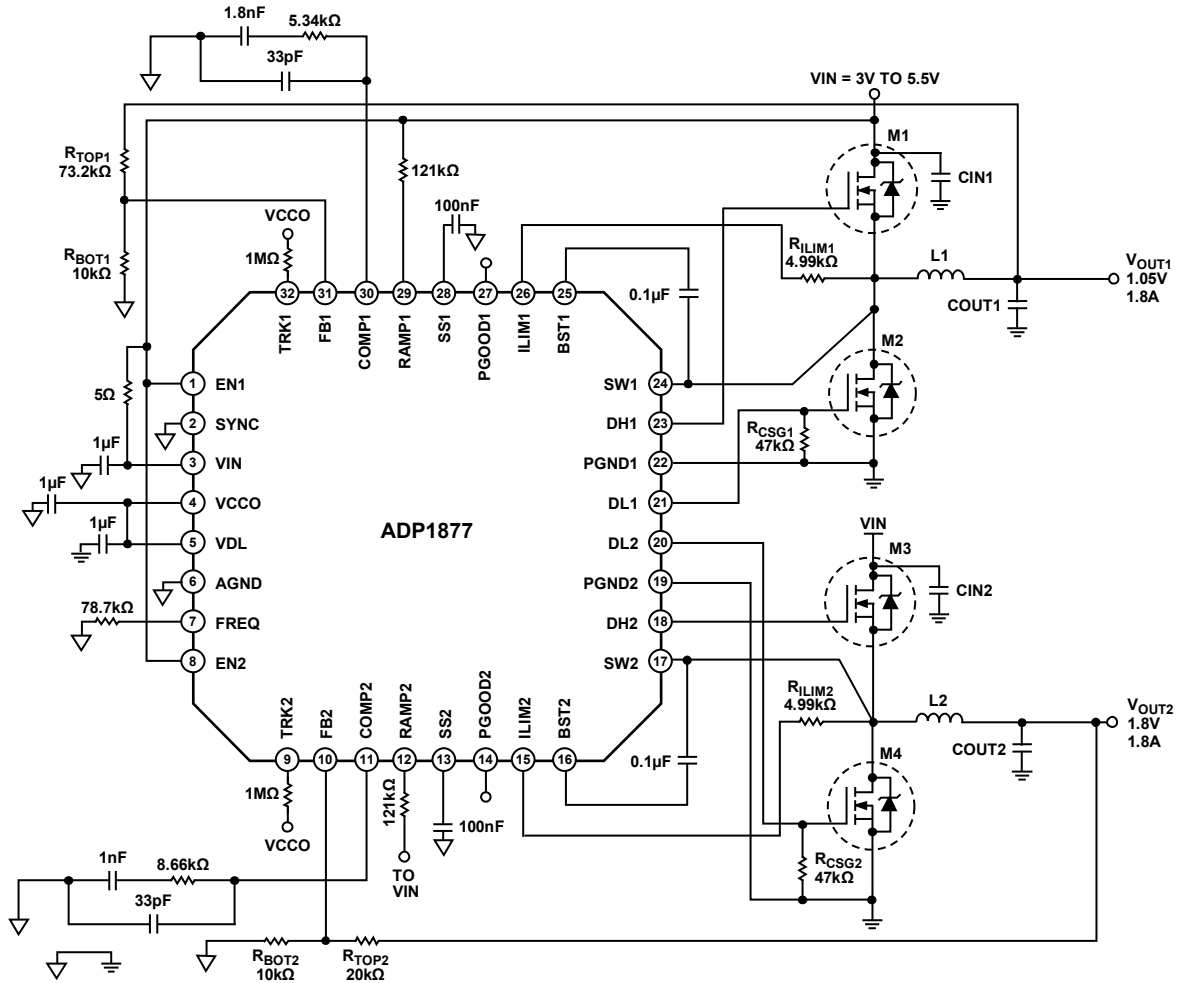 1.8nF
5.34kΩ
33pF
VIN = 3V TO 5.5V
M1
RTOP1
73.2kΩ
121kΩ
CIN1
100nF
VCCO
RBOT1
10kΩ
1MΩ
RILIM1
4.99kΩ
L1
VOUT1
1.05V
1.8A
COUT1
0.1µF
32
31
30
29
28
27
26
25
TRK1
FB1
COMP1
RAMP1
SS1
PGOOD1
ILIM1
BST1
M2
5Ω
1 EN1
SW1 24
2 SYNC
DH1 23
RCSG1
47kΩ
1µF
3 VIN
PGND1 22
1µF
4 VCCO
DL1 21
ADP1877
VIN
1µF
5 VDL
DL2 20
M3
6 AGND
PGND2 19
CIN2
78.7kΩ
7 FREQ
DH2 18
8 EN2
SW2 17
RILIM2
4.99kΩ
L2
VOUT2
1.8V
1.8A
TRK2
FB2
COMP2
RAMP2
SS2
PGOOD2
ILIM2
BST2
COUT2
M4
9
10
11
12
13
14
15
16
0.1µF
1MΩ
121kΩ
100nF
VCCO
TO
VIN
RCSG2
47kΩ
1nF
8.66kΩ
33pF
RBOT2
10kΩ
RTOP2
20kΩ